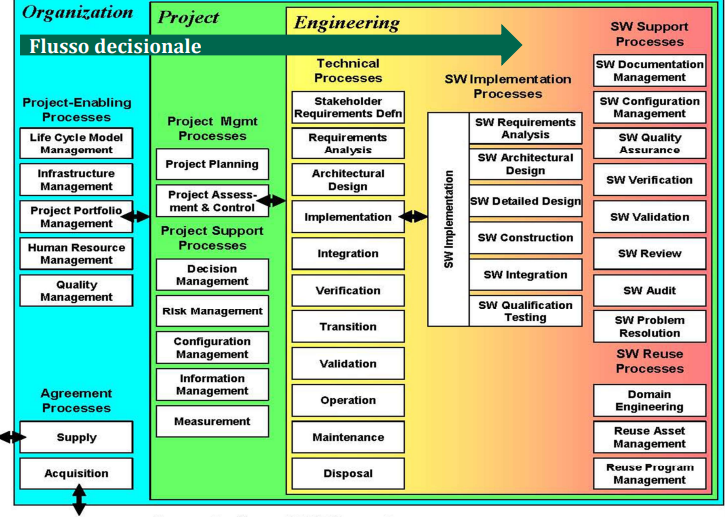 Organization
Project
Engineering
Flusso decisionale
Project-Enabling
Processes
Life Cycle Model
Management
Infrastructure
Management
Project Portfolio
Management
Human Resource
Management
Quality
Management
Agreement
Processes
Supply
Acquisition
Project Mgmt
Processes
Project Planning
Project Assess-
ment & Control
Project Support
Processes
Decision
Management
Risk Management
Configuration
Management
Information
Management
Measurement
Technical
Processes
Stakeholder
Requirements Defn
Requirements
Analysis
Architectural
Design
Implementation
Integration
Verification
Transition
Validation
Operation
Maintenance
Disposal
SW Implementation
Processes
SW Implementation
SW Requirements
Analysis
SW Architectural
Design
SW Detailed Design
SW Construction
SW Integration
SW Qualification
Testing
SW Support
Processes
SW Documentation
Management
SW Configuration
Management
SW Quality
Assurance
SW Verification
SW Validation
SW Review
SW Audit
SW Problem
Resolution
SW Reuse
Processes
Domain
Engineering
Reuse Asset
Management
Reuse Program
Management